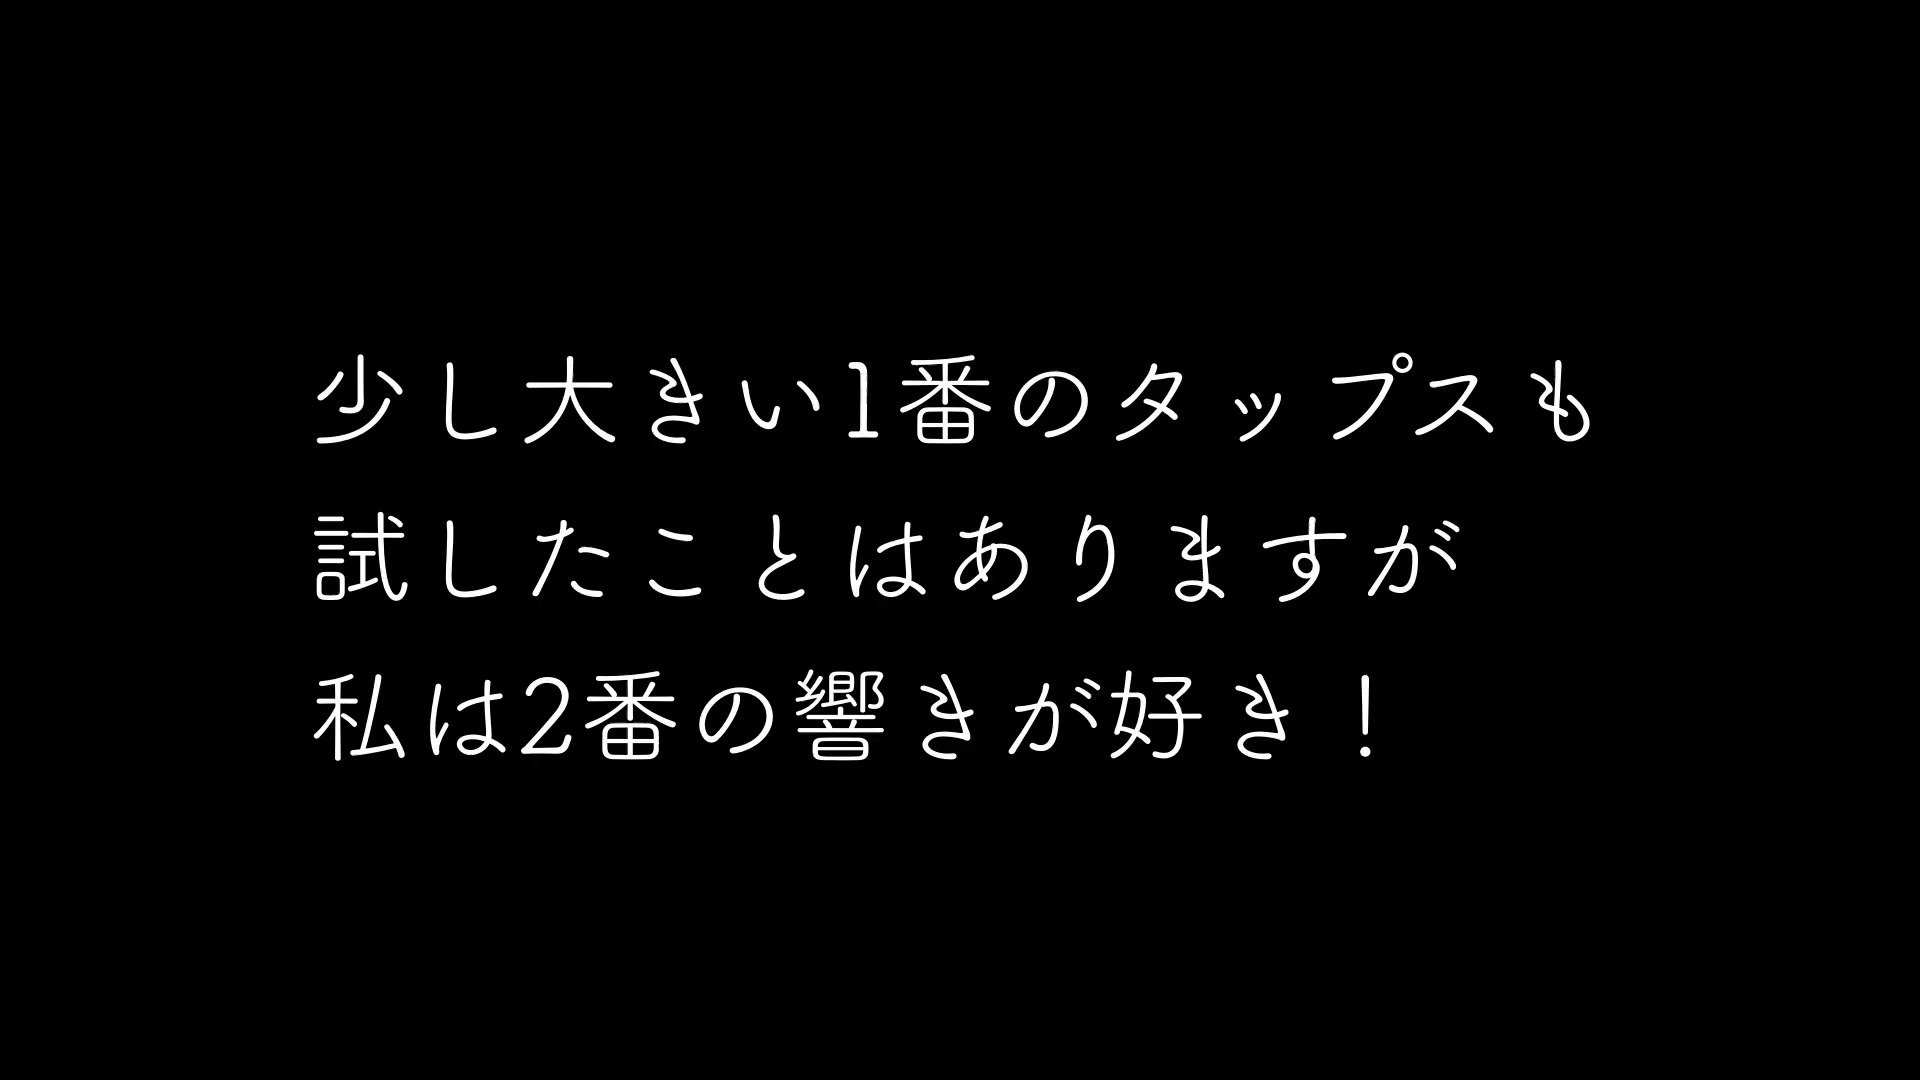 少し大きい1番のタップスも
試したことはありますが
私は2番の響きが好き！